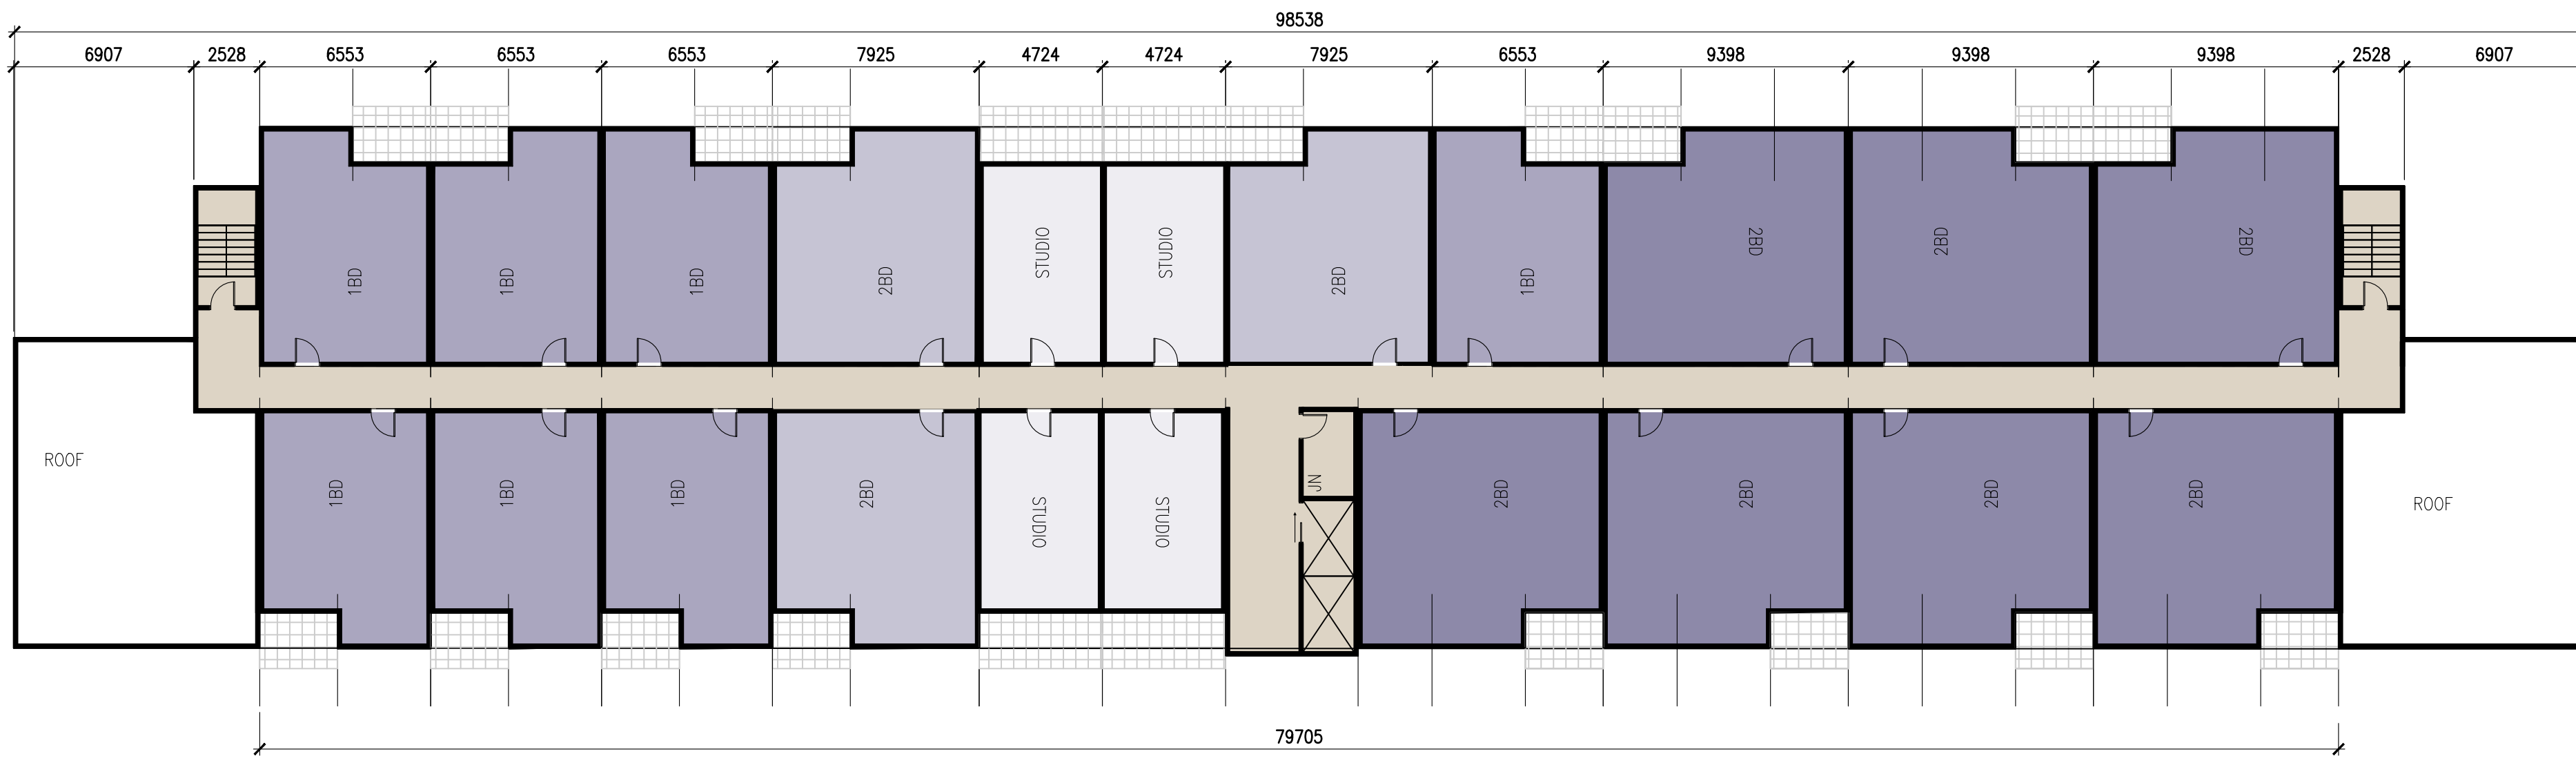 98538
6907 2528 6553 6553 6553 7925 4724 4724 7925 6553 9398 9398 9398 2528 6907
1BD 1BD 1BD 2BD STUDIO STUDIO 2BD 1BD 2BD 2BD 2BD
ROOF 1BD 1BD 1BD 2BD STUDIO STUDIO JN 2BD 2BD 2BD 2BD ROOF
79705